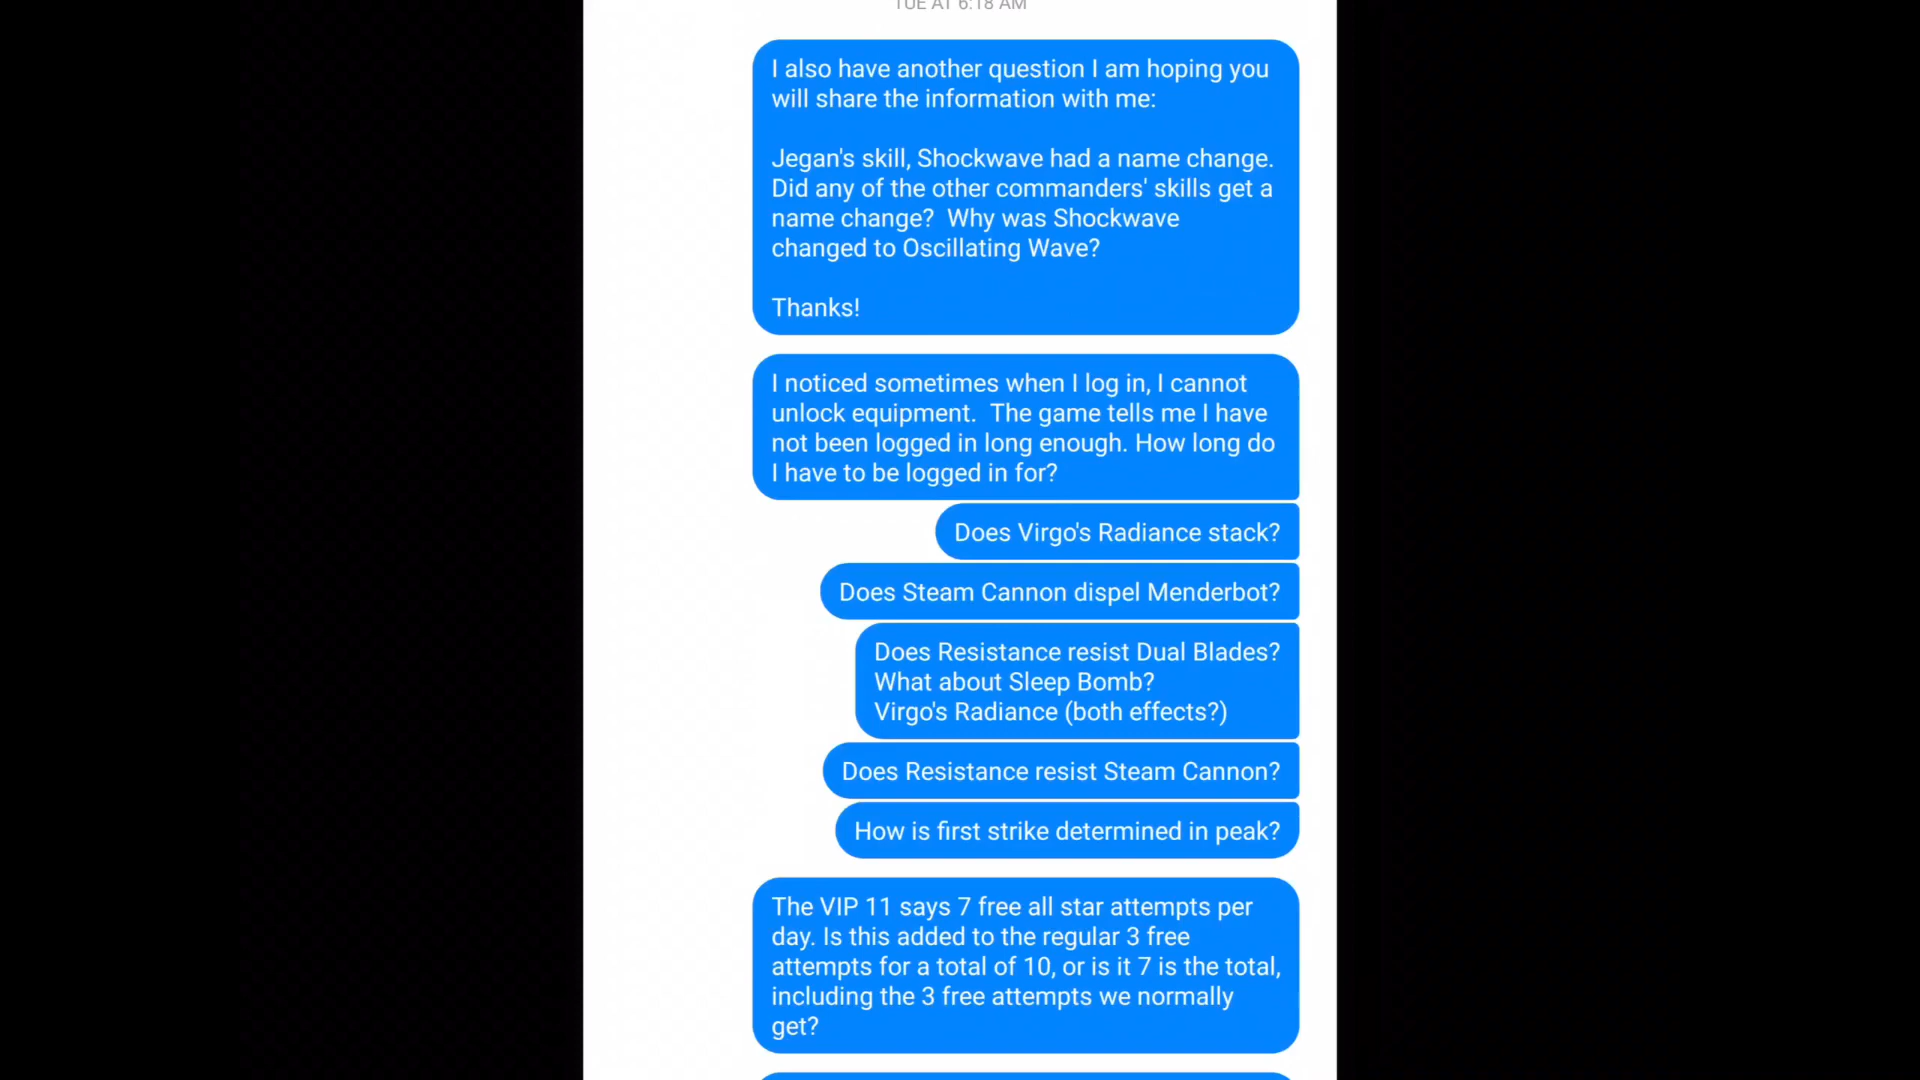 TUE AT 6:18 AM
I also have another question I am hoping you
will share the information with me:
Jegan's skill, Shockwave had a name change.
Did any of the other commanders' skills get a
name change?  Why was Shockwave
changed to Oscillating Wave?
Thanks!
I noticed sometimes when I log in, I cannot
unlock equipment.  The game tells me I have
not been logged in long enough. How long do
I have to be logged in for?
Does Virgo's Radiance stack?
Does Steam Cannon dispel Menderbot?
Does Resistance resist Dual Blades?
What about Sleep Bomb?
Virgo's Radiance (both effects?)
Does Resistance resist Steam Cannon?
How is first strike determined in peak?
The VIP 11 says 7 free all star attempts per
day. Is this added to the regular 3 free
attempts for a total of 10, or is it 7 is the total,
including the 3 free attempts we normally
get?